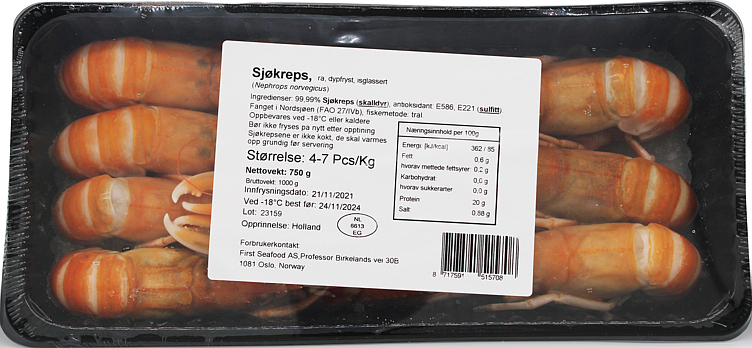 Sjøkreps, rå, dypfryst, isglassert
(Nephrops norvegicus)
Ingredienser: 99,99% Sjøkreps (skalldyr), antioksidant: E586, E221 (sulfitt)
Fanget i Nordsjøen (FAO 27/IVb), fiskemetode: trål
Oppbevares ved -18°C eller kaldere
Bør ikke fryses på nytt etter opptining
Sjøkrepsene er ikke kokt, de skal varmes
opp grundig før servering
Størrelse: 4-7 Pcs/Kg
Nettovekt: 750 g
Bruttovekt: 1000 g
Innfrysningsdato: 21/11/2021
Ved -18°C best før: 24/11/2024
Lot: 23159
Opprinnelse: Holland
NL
6613
EG
Forbrukerkontakt
First Seafood AS,Professor Birkelands vei 30B
1081 Oslo, Norway
Næringsinnhold per 100g
Energi: [kJ/kcal] 362 / 85
Fett 0,6 g
hvorav mettede fettsyrer 0,2 g
Karbohydrat 0,0 g
hvorav sukkerarter 0,0 g
Protein 20 g
Salt 0,88 g
8 717591 515708